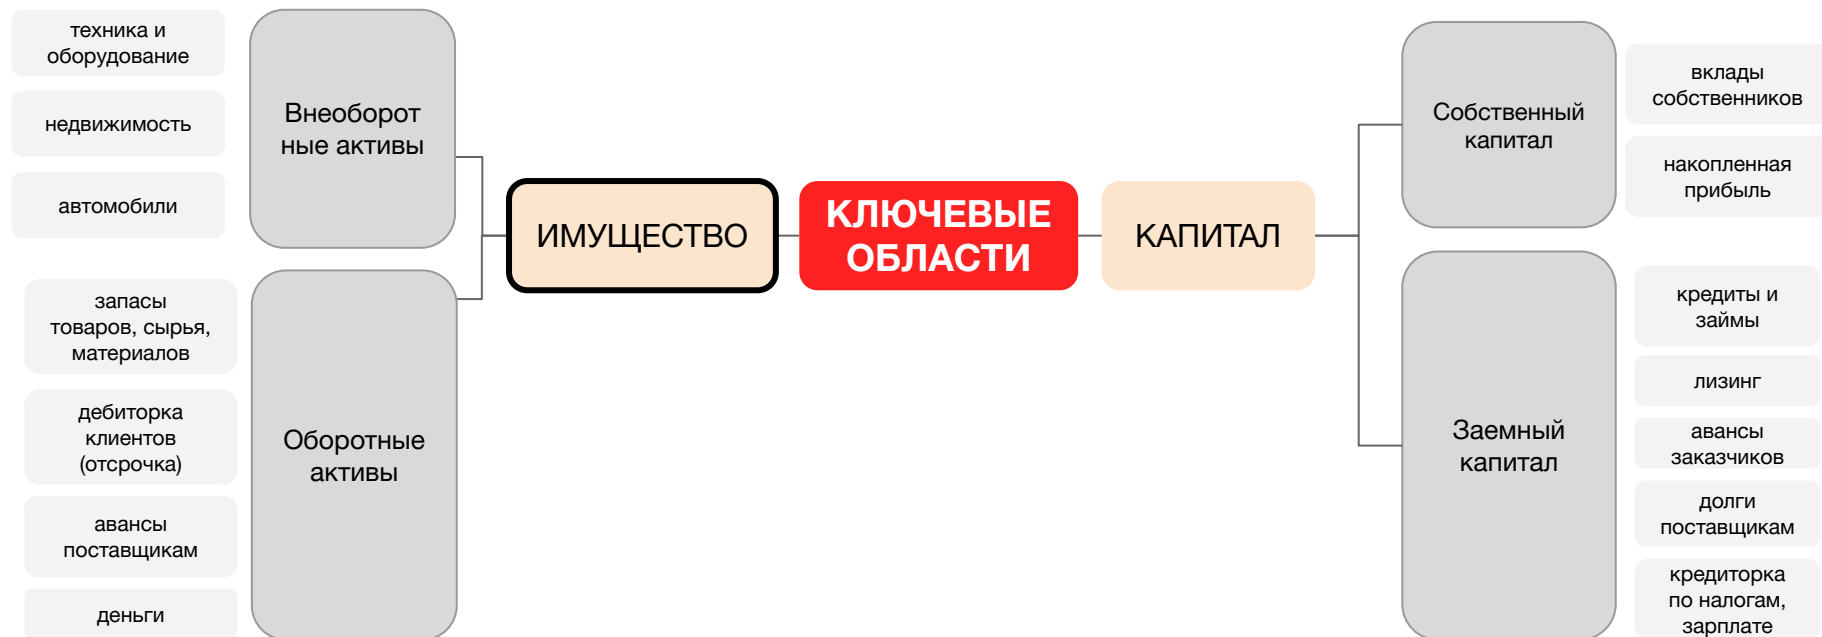 техника и
оборудование
недвижимость
автомобили
Внеоборот
ные активы
запасы
товаров, сырья,
материалов
дебиторка
клиентов
(отсрочка)
авансы
поставщикам
деньги
Оборотные
активы
ИМУЩЕСТВО
КЛЮЧЕВЫЕ
ОБЛАСТИ
КАПИТАЛ
Собственный
капитал
вклады
собственников
накопленная
прибыль
Заемный
капитал
кредиты и
займы
лизинг
авансы
заказчиков
долги
поставщикам
кредиторка
по налогам,
зарплате